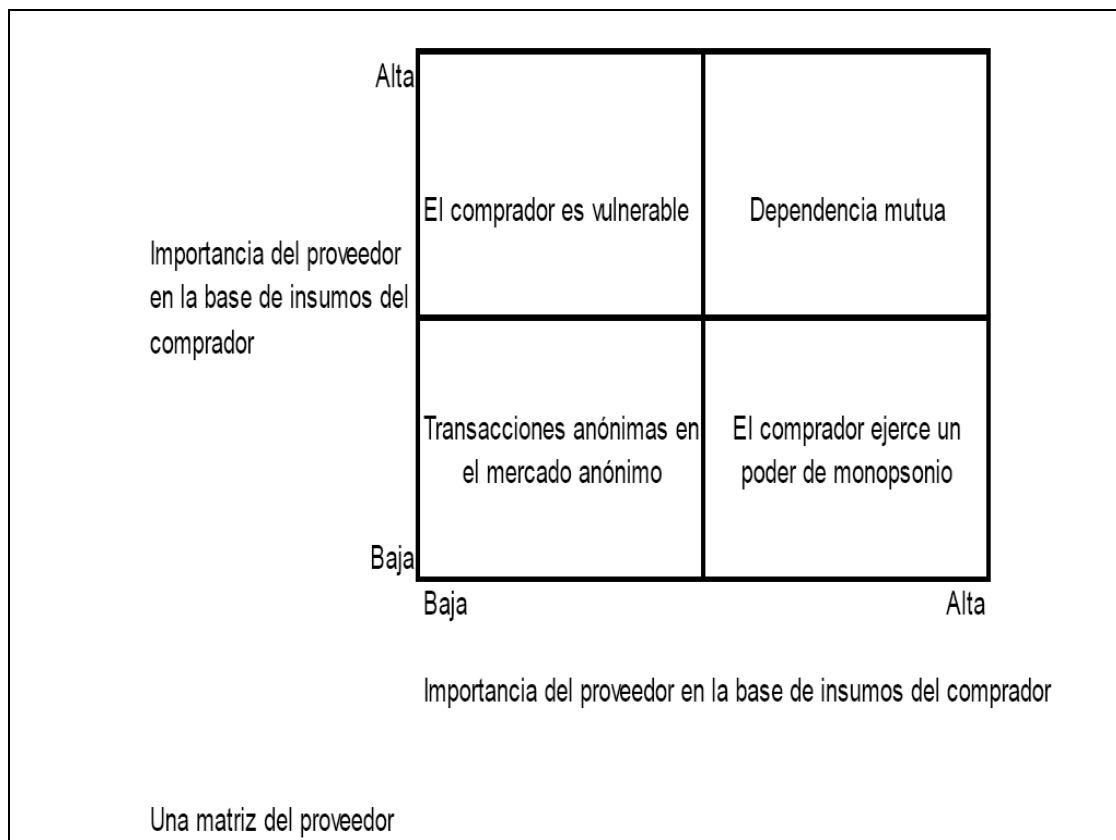 Alta
El comprador es vulnerable
Dependencia mutua
Importancia del proveedor
en la base de insumos del
comprador
Transacciones anónimas en
el mercado anónimo
El comprador ejerce un
poder de monopsonio
Baja
Baja
Alta
Importancia del proveedor en la base de insumos del comprador
Una matriz del proveedor